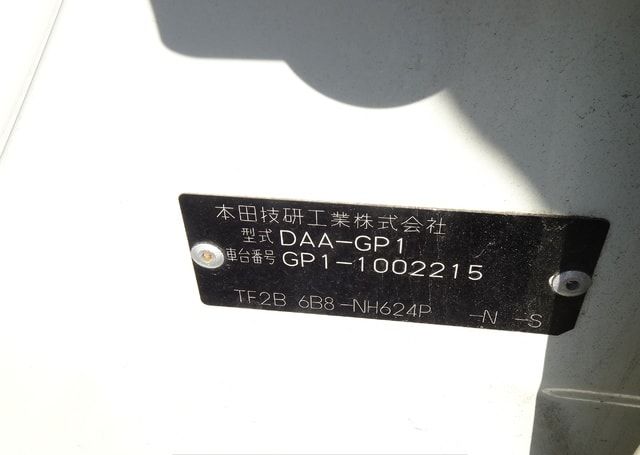 本田技研工業株式会社
型式 DAA-GP1
車台番号 GP1-1002215
TF2B 6B8-NH624P -N -S